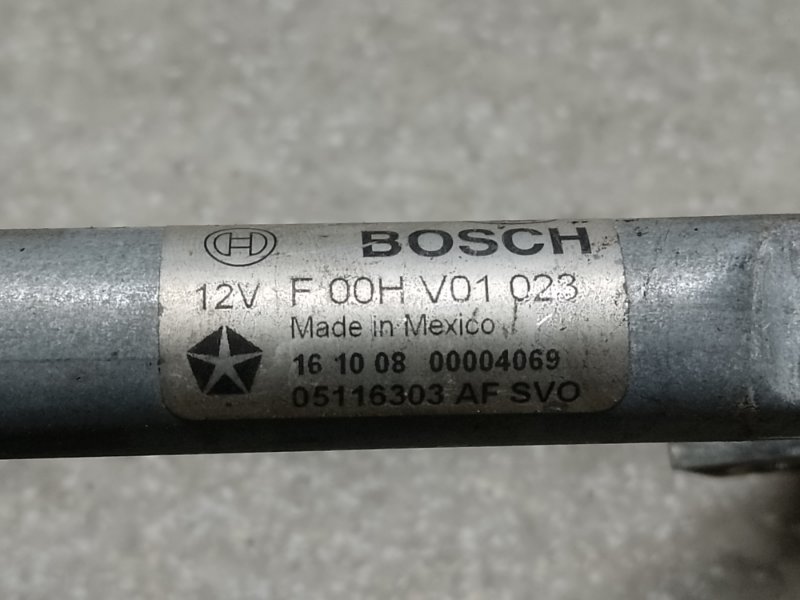 BOSCH
12V F 00H V01 023
Made in Mexico
16 10 08 00004069
05116303 AF SVO